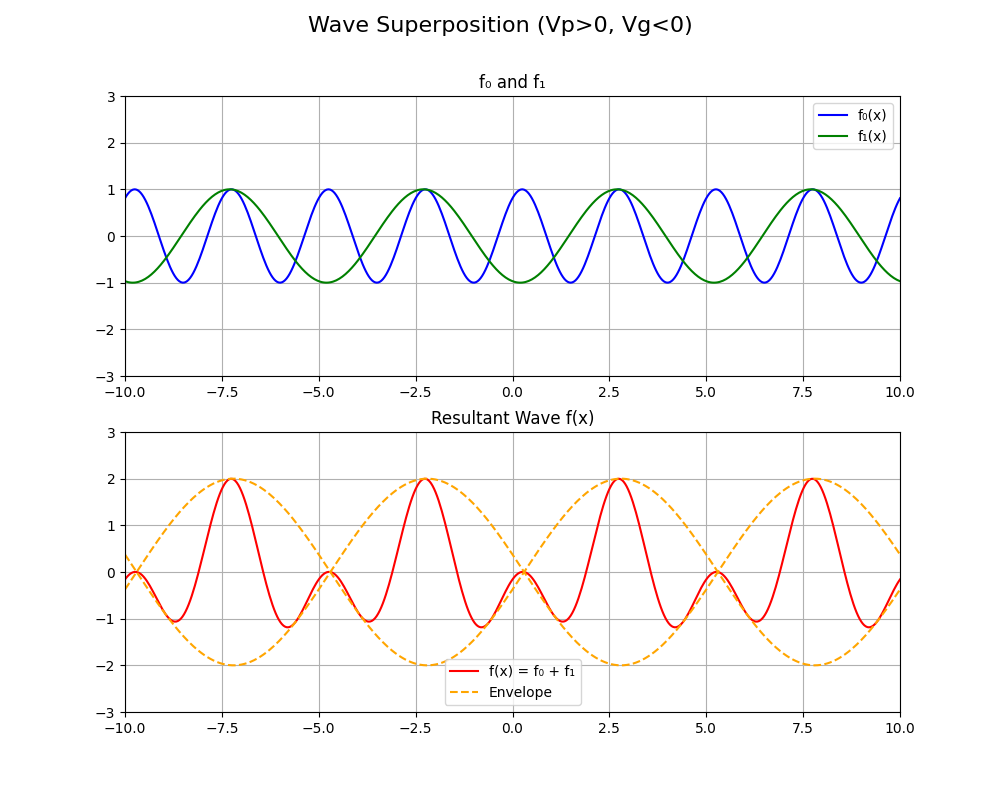 Wave Superposition (Vp>0, Vg<0)
f₀ and f₁
f₀(x)
f₁(x)
3
2
1
0
−1
−2
−3
−10.0 −7.5 −5.0 −2.5 0.0 2.5 5.0 7.5 10.0
Resultant Wave f(x)
3
2
1
0
−1
−2
−3
f(x) = f₀ + f₁
Envelope
−10.0 −7.5 −5.0 −2.5 0.0 2.5 5.0 7.5 10.0